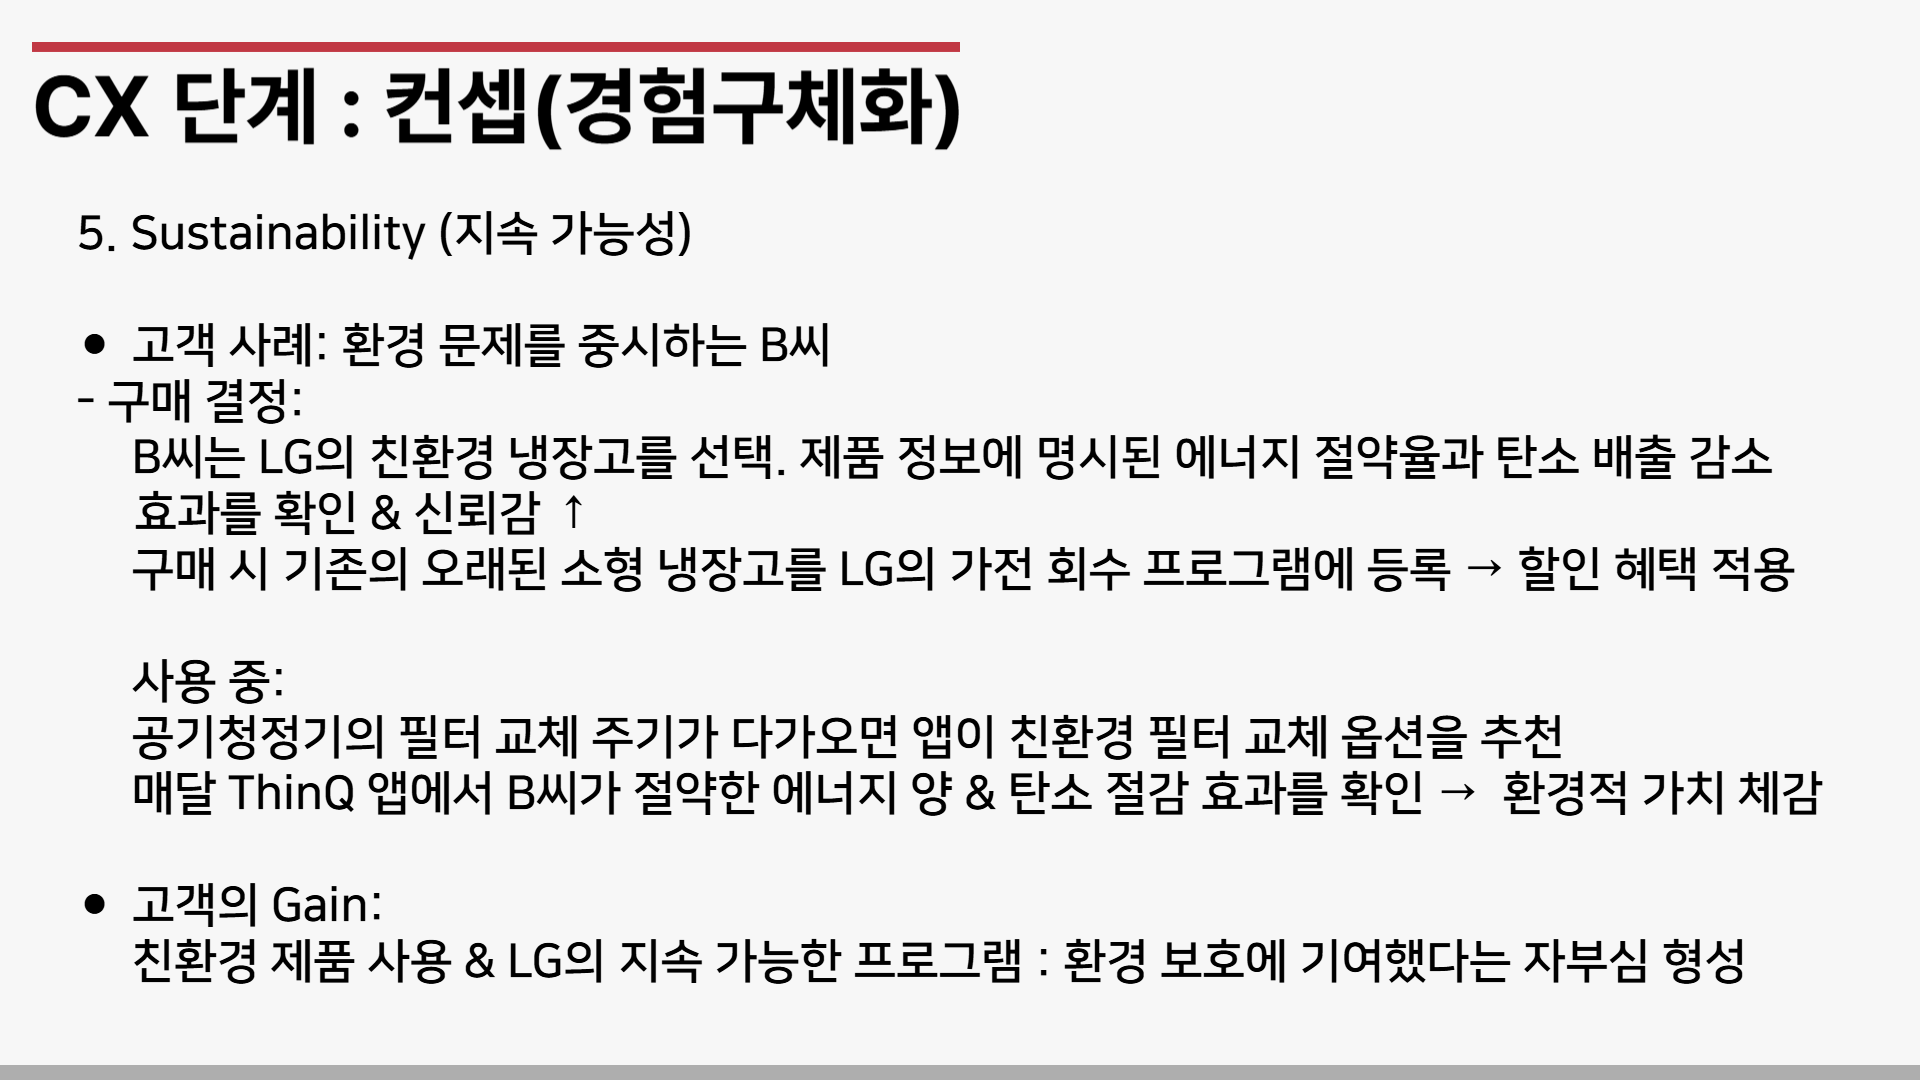 CX 단계 : 컨셉(경험구체화)
5. Sustainability (지속 가능성)
● 고객 사례: 환경 문제를 중시하는 B씨
- 구매 결정:
B씨는 LG의 친환경 냉장고를 선택. 제품 정보에 명시된 에너지 절약율과 탄소 배출 감소
효과를 확인 & 신뢰감 ↑
구매 시 기존의 오래된 소형 냉장고를 LG의 가전 회수 프로그램에 등록 → 할인 혜택 적용
사용 중:
공기청정기의 필터 교체 주기가 다가오면 앱이 친환경 필터 교체 옵션을 추천
매달 ThinQ 앱에서 B씨가 절약한 에너지 양 & 탄소 절감 효과를 확인 → 환경적 가치 체감
● 고객의 Gain:
친환경 제품 사용 & LG의 지속 가능한 프로그램 : 환경 보호에 기여했다는 자부심 형성